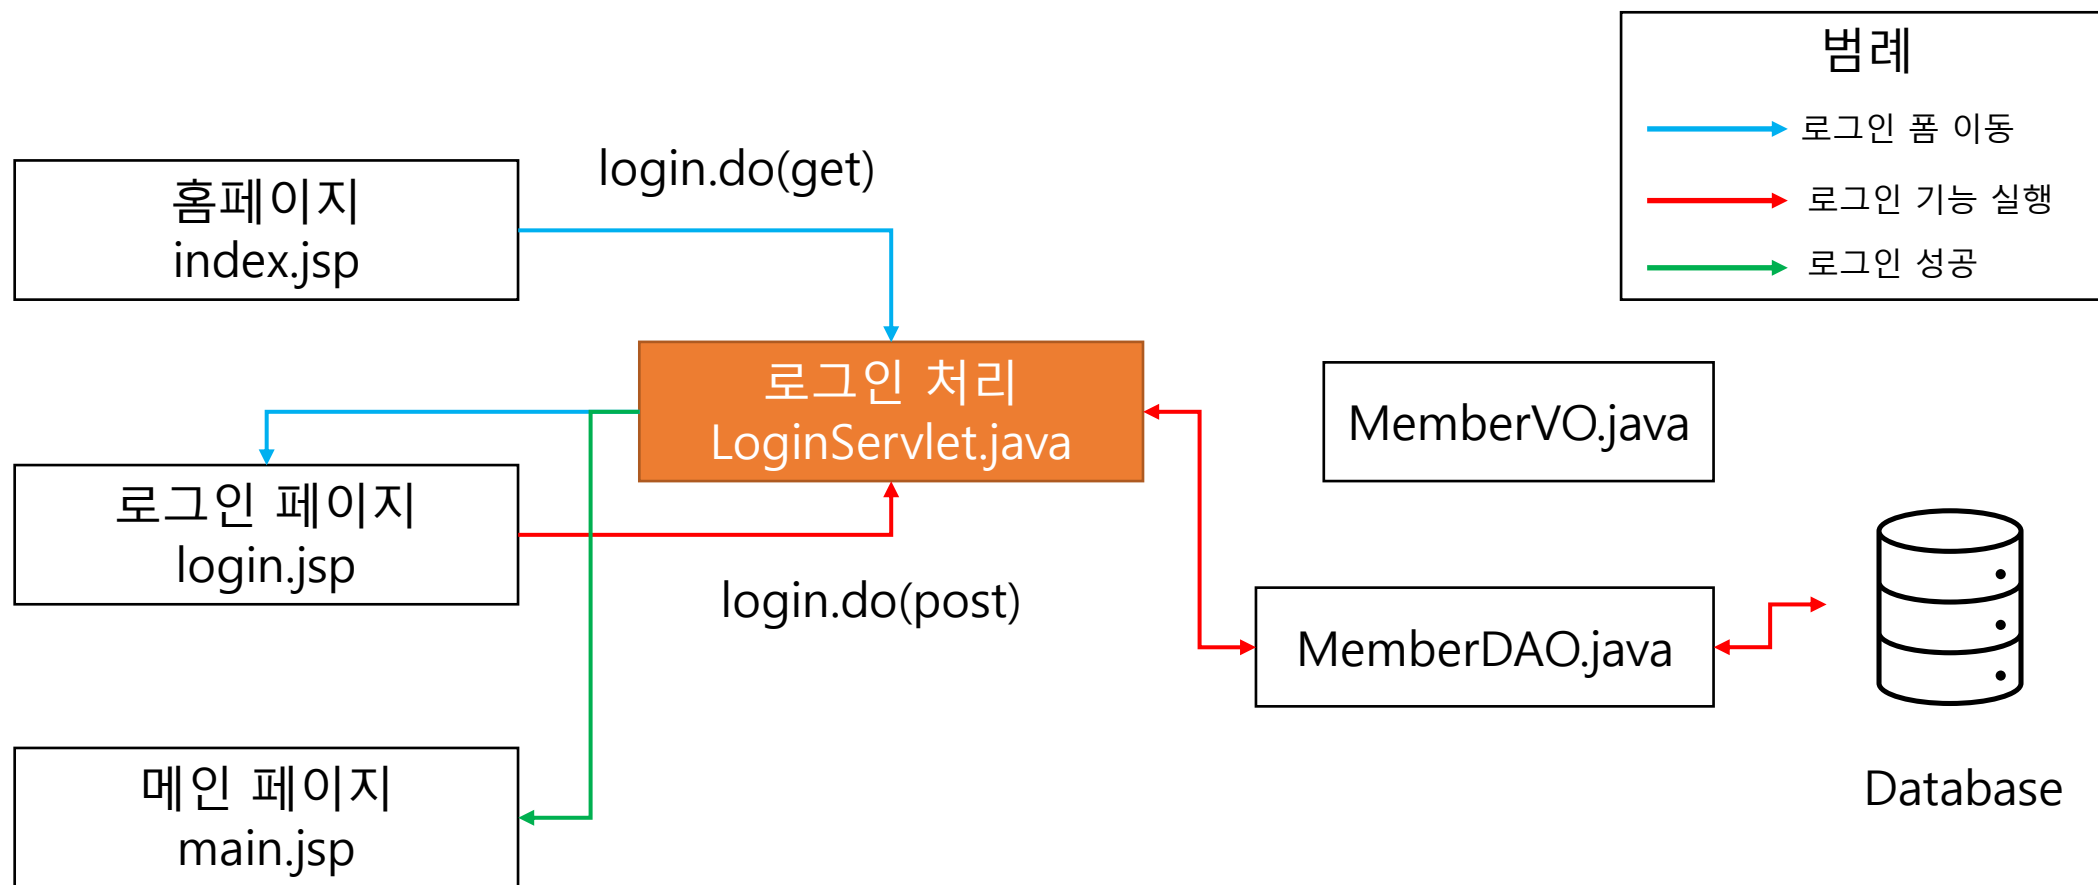 범례
로그인 폼 이동
로그인 기능 실행
로그인 성공
홈페이지
index.jsp
login.do(get)
로그인 처리
LoginServlet.java
MemberVO.java
로그인 페이지
login.jsp
login.do(post)
MemberDAO.java
메인 페이지
main.jsp
Database